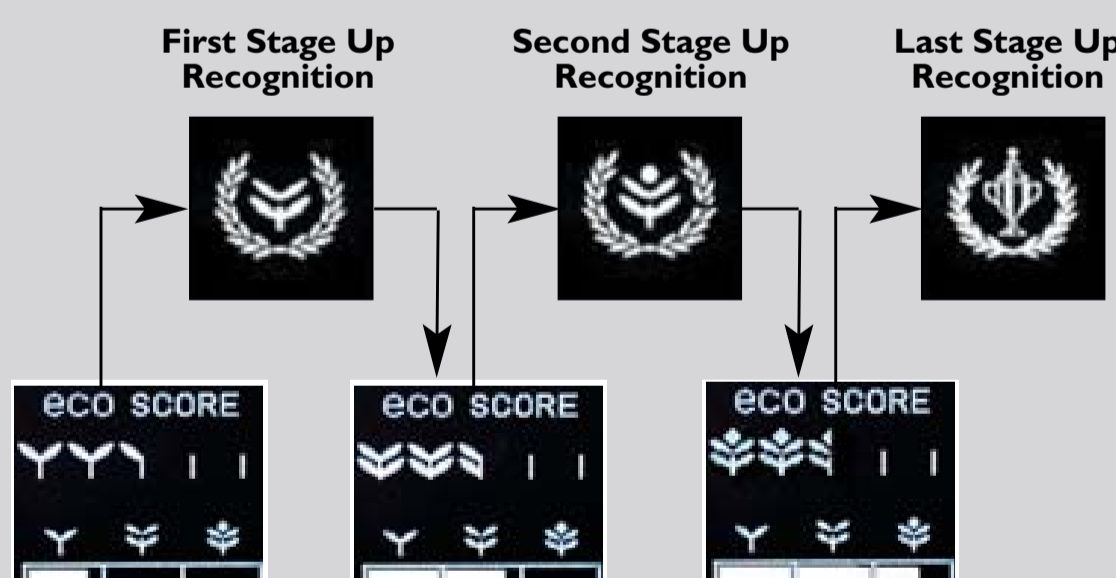 First Stage Up
Recognition
Second Stage Up
Recognition
Last Stage Up
Recognition
eco SCORE
eco SCORE
eco SCORE